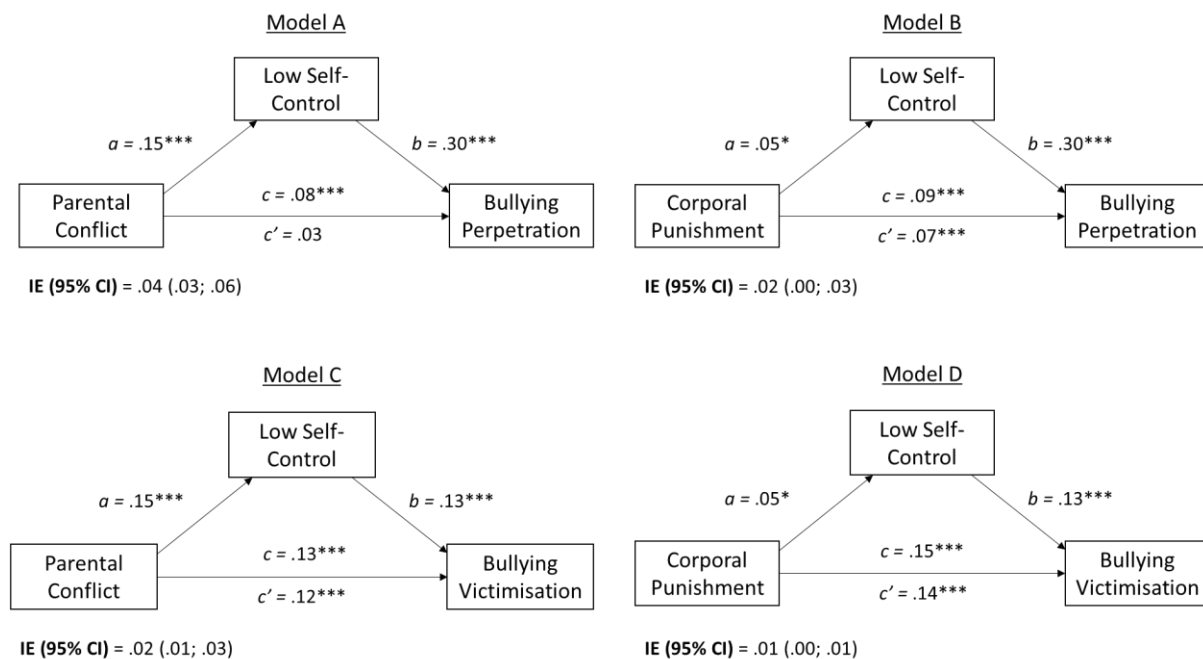 Model A
Low Self-
Control
a = .15***
b = .30***
Parental
Conflict
c = .08***
c’ = .03
Bullying
Perpetration
IE (95% CI) = .04 (.03; .06)
Model B
Low Self-
Control
a = .05*
b = .30***
Corporal
Punishment
c = .09***
c’ = .07***
Bullying
Perpetration
IE (95% CI) = .02 (.00; .03)
Model C
Low Self-
Control
a = .15***
b = .13***
Parental
Conflict
c = .13***
c’ = .12***
Bullying
Victimisation
IE (95% CI) = .02 (.01; .03)
Model D
Low Self-
Control
a = .05*
b = .13***
Corporal
Punishment
c = .15***
c’ = .14***
Bullying
Victimisation
IE (95% CI) = .01 (.00; .01)